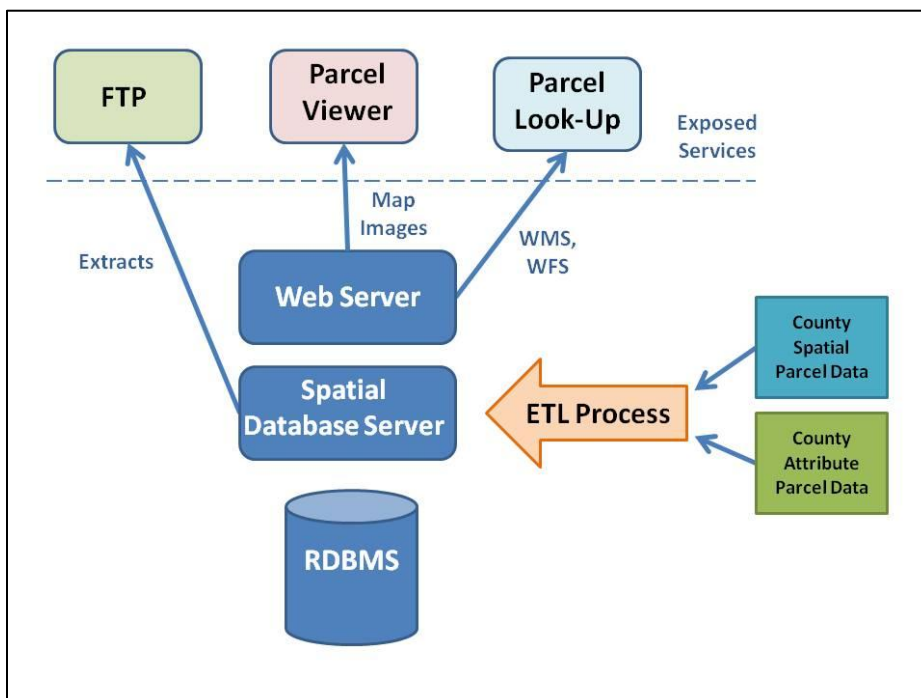 FTP
Parcel
Viewer
Parcel
Look-Up
Exposed
Services
Map
Images
WMS,
WFS
Extracts
Web Server
County
Spatial
Parcel Data
Spatial
Database Server
ETL Process
County
Attribute
Parcel Data
RDBMS